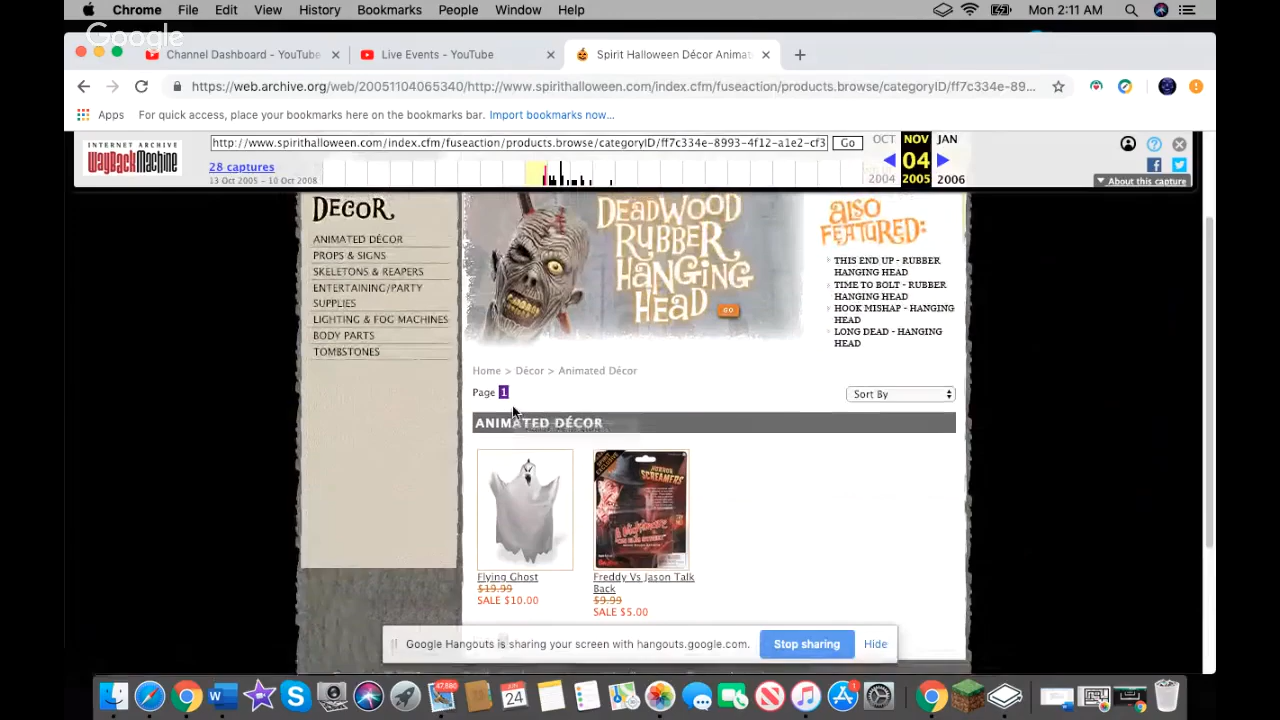 Chrome File Edit View History Bookmarks People Window Help Mon 2:11 AM
Google
Channel Dashboard - YouTube Live Events - YouTube Spirit Halloween Décor Animat
https://web.archive.org/web/20051104065340/http://www.spirithalloween.com/index.cfm/fuseaction/products.browse/categoryID/ff7c334e-89...
Apps For quick access, place your bookmarks here on the bookmarks bar. Import bookmarks now...
INTERNET ARCHIVE
WayBackMachine
http://www.spirithalloween.com/index.cfm/fuseaction/products.browse/categoryID/ff7c334e-8993-4f12-a1e2-cf3 Go
28 captures
13 Oct 2005 – 10 Oct 2008
OCT NOV JAN
04
2004 2005 2006
About this capture
DECOR
ANIMATED DÉCOR
PROPS & SIGNS
SKELETONS & REAPERS
ENTERTAINING/PARTY
SUPPLIES
LIGHTING & FOG MACHINES
BODY PARTS
TOMBSTONES
DEADWOOD
RUBBER
HANGING
HEAD
GO
ALSO
FEATURED:
THIS END UP - RUBBER
HANGING HEAD
TIME TO BOLT - RUBBER
HANGING HEAD
HOOK MISHAP - HANGING
HEAD
LONG DEAD - HANGING
HEAD
Home > Décor > Animated Décor
Page 1
Sort By
ANIMATED DÉCOR
HORROR
SCREAMERS
A Nightmare
Flying Ghost
$19.99
SALE $10.00
Freddy Vs Jason Talk
Back
$9.99
SALE $5.00
Google Hangouts is sharing your screen with hangouts.google.com. Stop sharing Hide
47,880
JUN
24